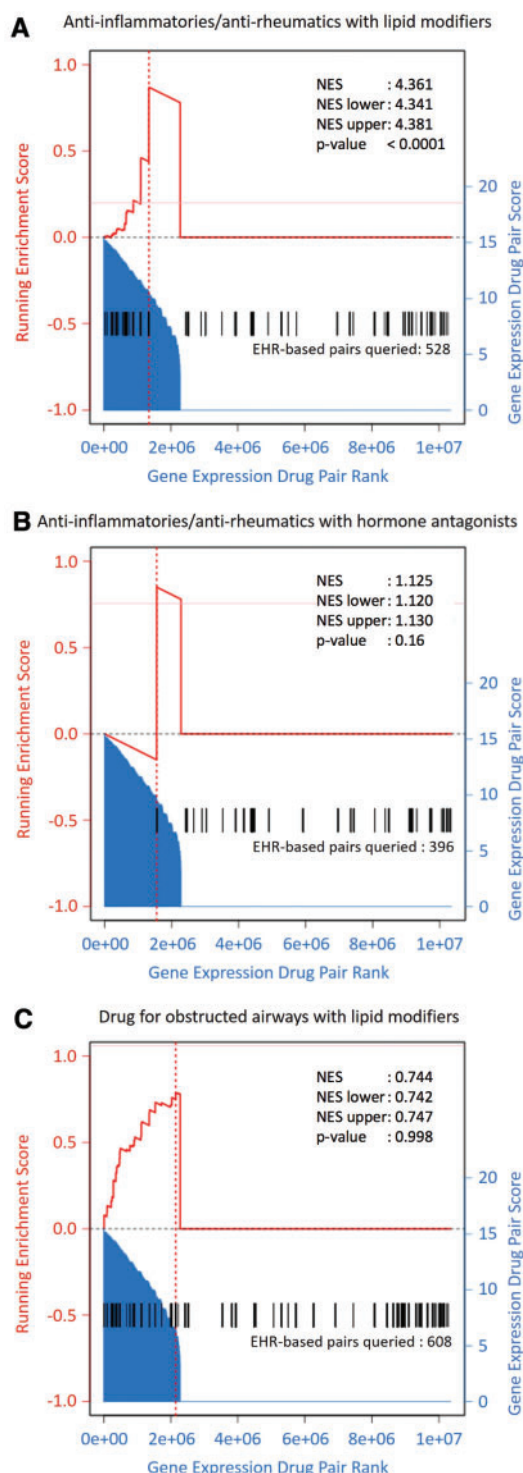 A Anti-inflammatories/anti-rheumatics with lipid modifiers
1.0
0.5
0.0
-0.5
-1.0
Running Enrichment Score
NES : 4.361
NES lower : 4.341
NES upper : 4.381
p-value < 0.0001
20
15
10
5
0
Gene Expression Drug Pair Score
EHR-based pairs queried: 528
0e+00 2e+06 4e+06 6e+06 8e+06 1e+07
Gene Expression Drug Pair Rank
B Anti-inflammatories/anti-rheumatics with hormone antagonists
1.0
0.5
0.0
-0.5
-1.0
Running Enrichment Score
NES : 1.125
NES lower : 1.120
NES upper : 1.130
p-value : 0.16
20
15
10
5
0
Gene Expression Drug Pair Score
EHR-based pairs queried : 396
0e+00 2e+06 4e+06 6e+06 8e+06 1e+07
Gene Expression Drug Pair Rank
C Drug for obstructed airways with lipid modifiers
1.0
0.5
0.0
-0.5
-1.0
Running Enrichment Score
NES : 0.744
NES lower : 0.742
NES upper : 0.747
p-value : 0.998
20
15
10
5
0
Gene Expression Drug Pair Score
EHR-based pairs queried : 608
0e+00 2e+06 4e+06 6e+06 8e+06 1e+07
Gene Expression Drug Pair Rank